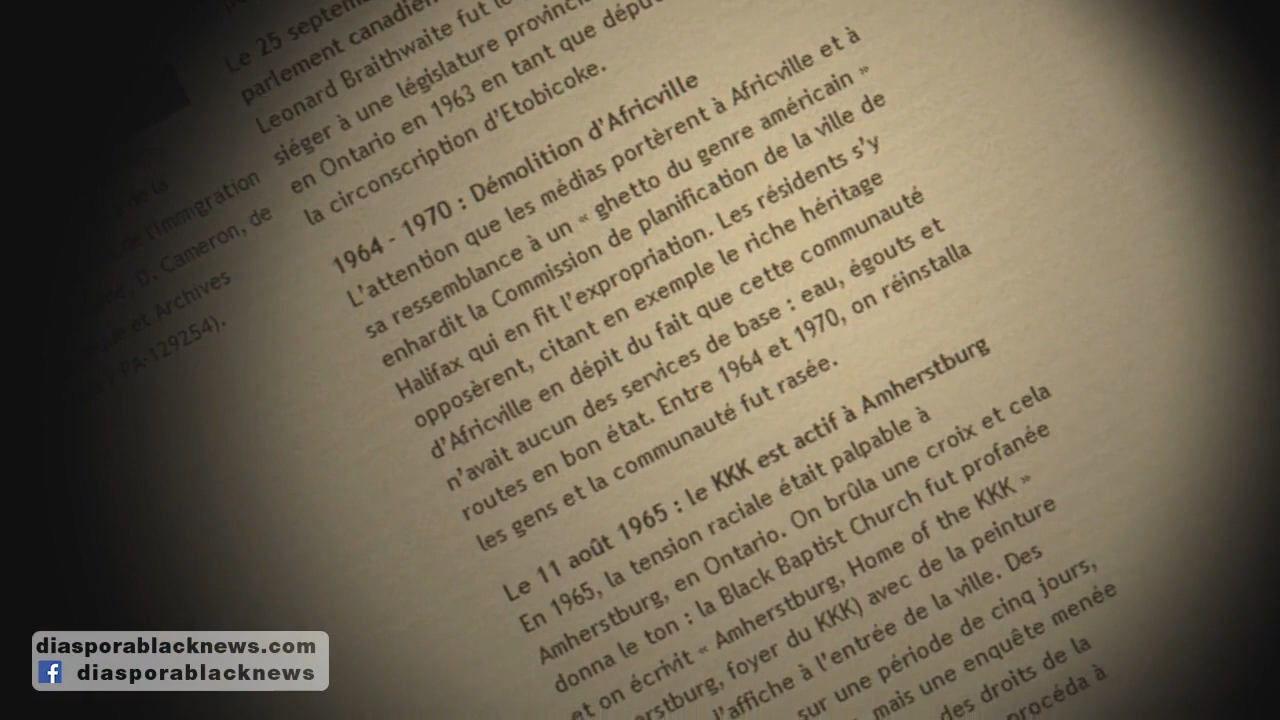 Le 25 septem
parlement canadien
Leonard Braithwaite fut le
siéger à une législature provinci
en Ontario en 1963 en tant que déput
la circonscription d'Etobicoke.
1964 - 1970 : Démolition d'Africville
L'attention que les médias portèrent à Africville et à
sa ressemblance à un « ghetto du genre américain »
enhardit la Commission de planification de la ville de
Halifax qui en fit l'expropriation. Les résidents s'y
opposèrent, citant en exemple le riche héritage
d'Africville en dépit du fait que cette communauté
n'avait aucun des services de base : eau, égouts et
routes en bon état. Entre 1964 et 1970, on réinstalla
les gens et la communauté fut rasée.
Le 11 août 1965 : le KKK est actif à Amherstburg
En 1965, la tension raciale était palpable à
Amherstburg, en Ontario. On brûla une croix et cela
donna le ton : la Black Baptist Church fut profanée
et on écrivit « Amherstburg, Home of the KKK »
erstburg, foyer du KKK) avec de la peinture
l'affiche à l'entrée de la ville. Des
sur une période de cinq jours,
mais une enquête menée
des droits de la
procéda à
de la
de l'Immigration
D. Cameron, de
et Archives
PA-129254).
diasporablacknews.com
diasporablacknews